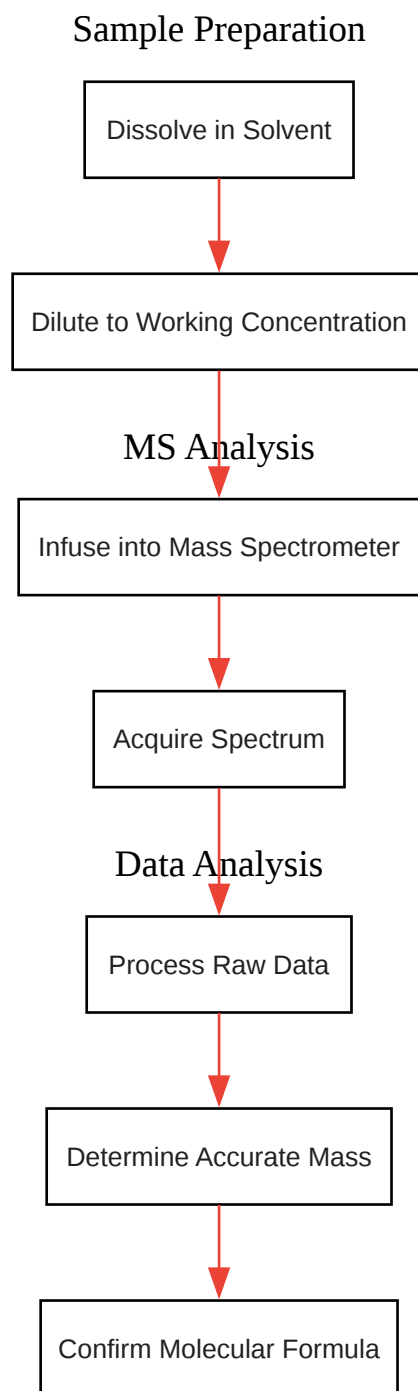 Sample Preparation
Dissolve in Solvent
Dilute to Working Concentration
MS Analysis
Infuse into Mass Spectrometer
Acquire Spectrum
Data Analysis
Process Raw Data
Determine Accurate Mass
Confirm Molecular Formula